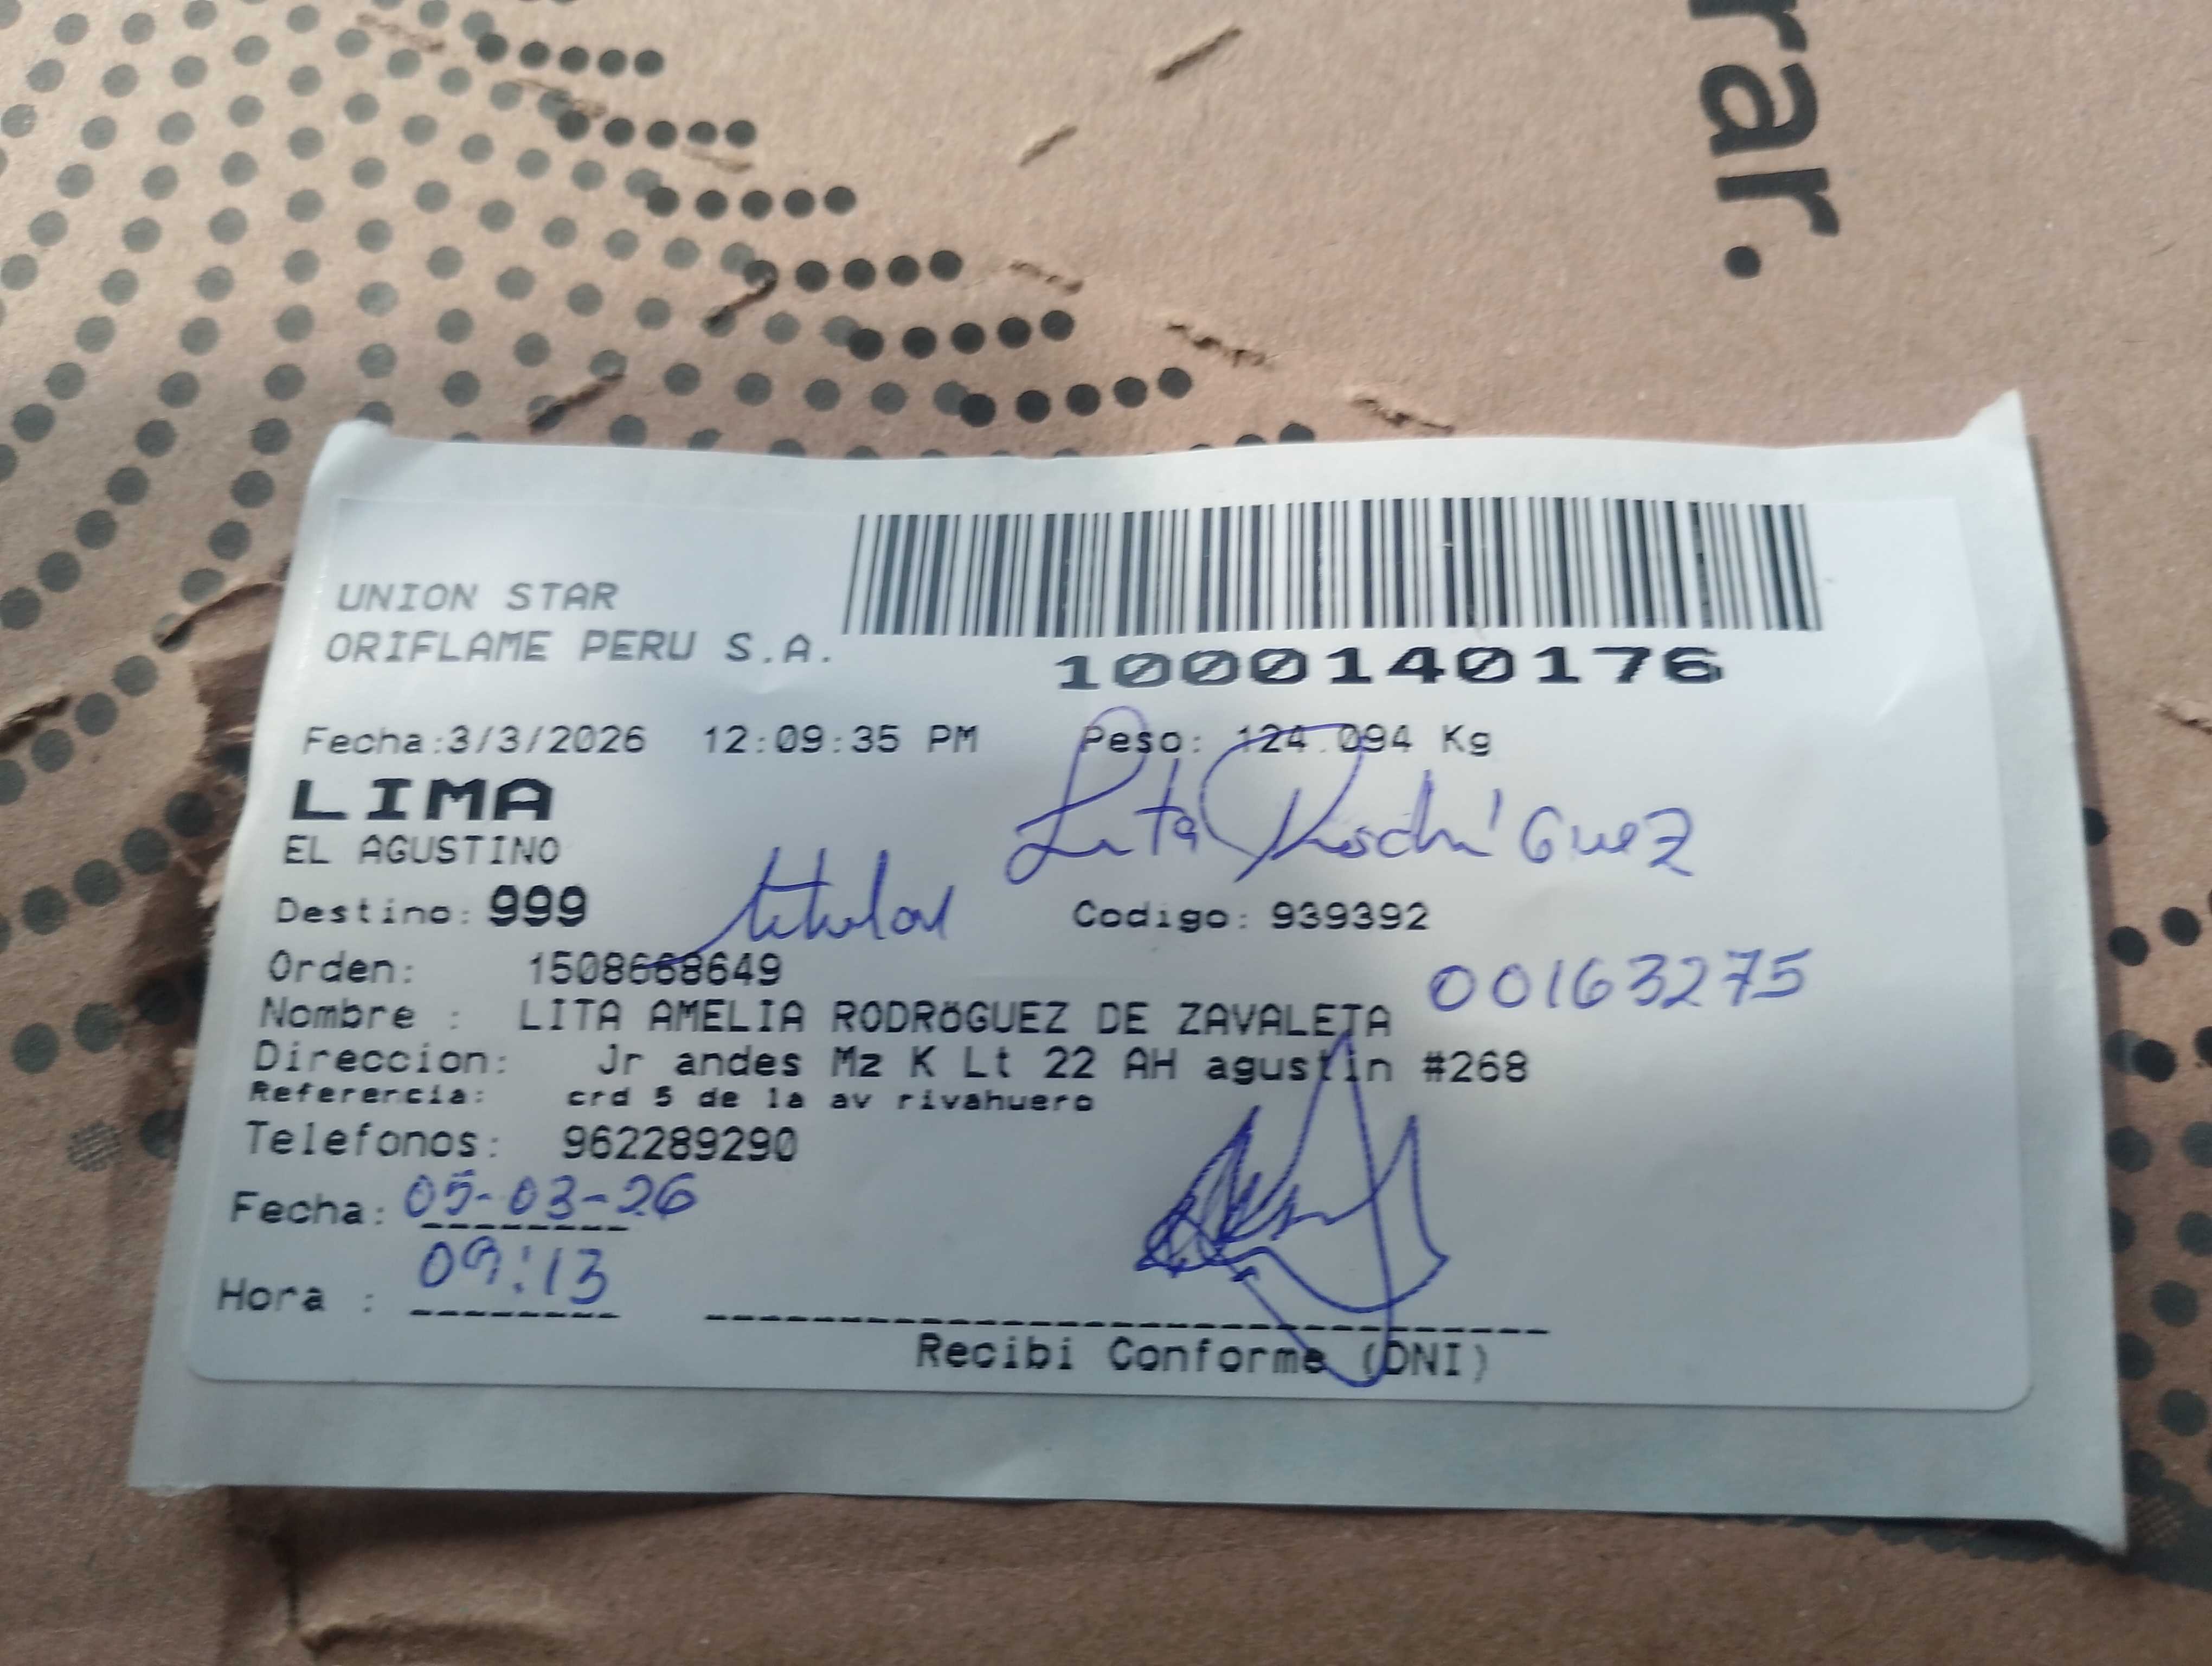 rar.
UNION STAR
ORIFLAME PERU S.A.
1000140176
Fecha:3/3/2026 12:09:35 PM Peso: 124.094 Kg
LIMA
Lita Rodríguez
EL AGUSTINO
titular
Destino: 999 Codigo: 939392
Orden: 1508668649
00163275
Nombre : LITA AMELIA RODRöGUEZ DE ZAVALETA
Direccion: Jr andes Mz K Lt 22 AH agustin #268
Referencia: crd 5 de la av rivahuero
Telefonos: 962289290
Fecha: 05-03-26
Hora : 09:13
Recibi Conforme (DNI)